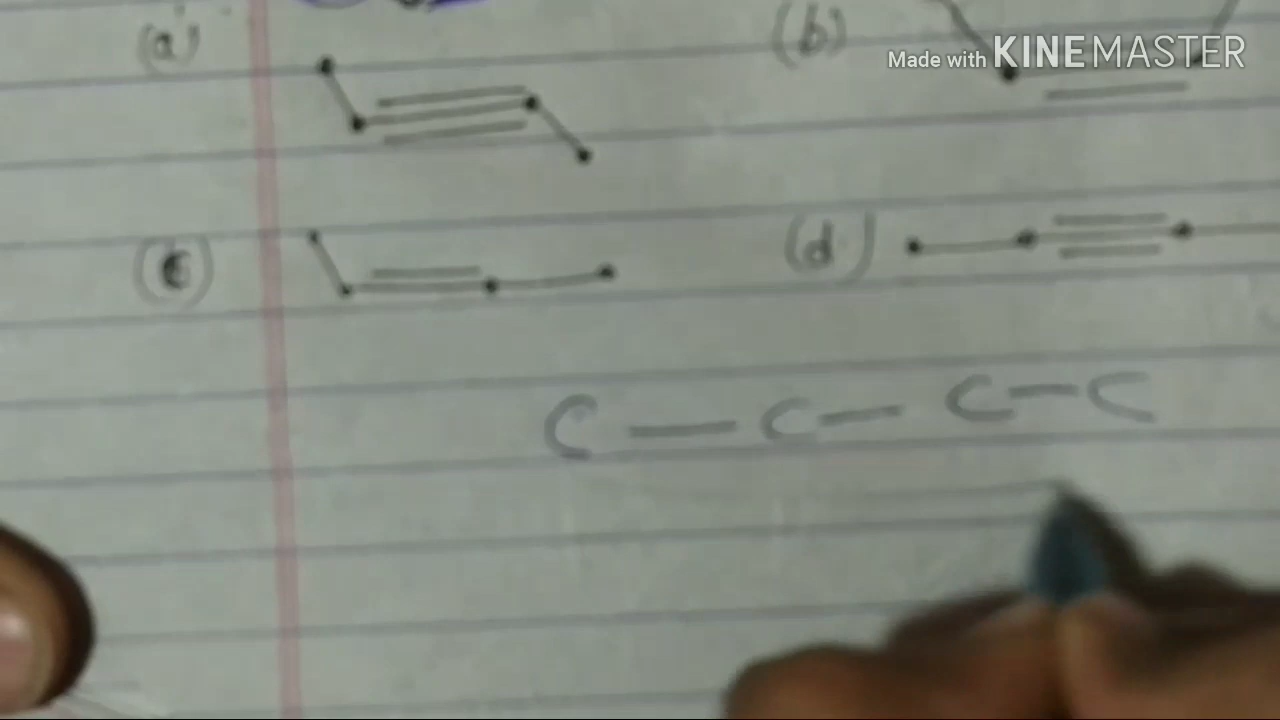 (a)
(b)
Made with KINEMASTER
(c)
(d)
C — C — C — C